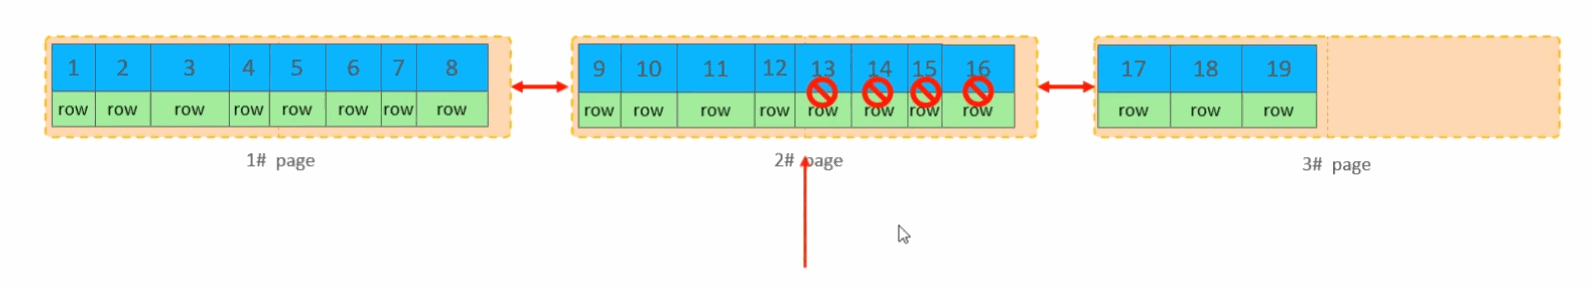 1 2 3 4 5 6 7 8
row row row row row row row row
1# page
9 10 11 12 13 14 15 16
row row row row row row row row
2# page
17 18 19
row row row
3# page